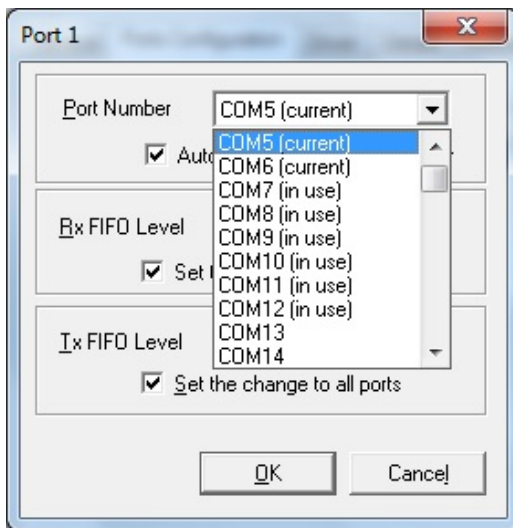 Port 1
Port Number
COM5 (current)
COM5 (current)
Auto
COM6 (current)
COM7 (in use)
COM8 (in use)
Rx FIFO Level
COM9 (in use)
COM10 (in use)
Set
COM11 (in use)
COM12 (in use)
COM13
Tx FIFO Level
COM14
Set the change to all ports
OK
Cancel